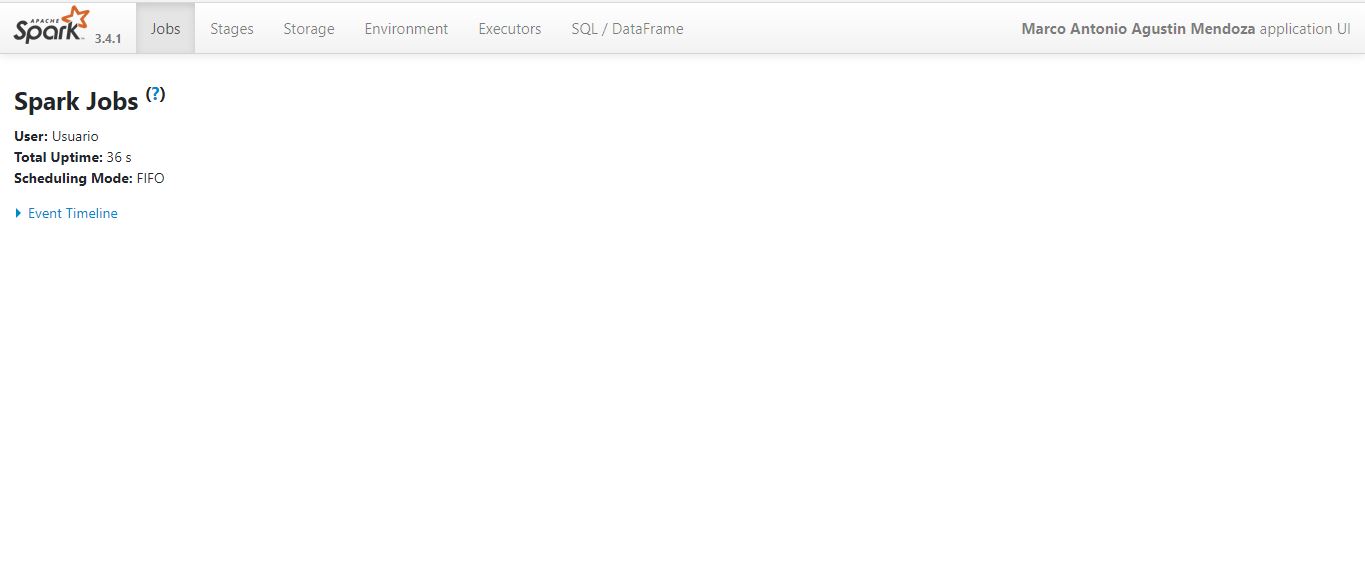 APACHE Spark 3.4.1 Jobs Stages Storage Environment Executors SQL / DataFrame Marco Antonio Agustin Mendoza application UI
Spark Jobs (?)
User: Usuario
Total Uptime: 36 s
Scheduling Mode: FIFO
Event Timeline